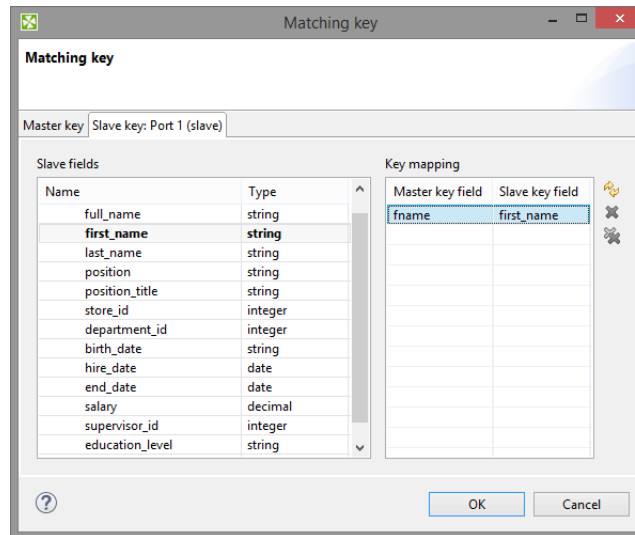 Matching key
Matching key
Master key Slave key: Port 1 (slave)
Slave fields Key mapping
Name Type Master key field Slave key field
full_name string fname first_name
first_name string
last_name string
position string
position_title string
store_id integer
department_id integer
birth_date string
hire_date date
end_date date
salary decimal
supervisor_id integer
education_level string
? OK Cancel